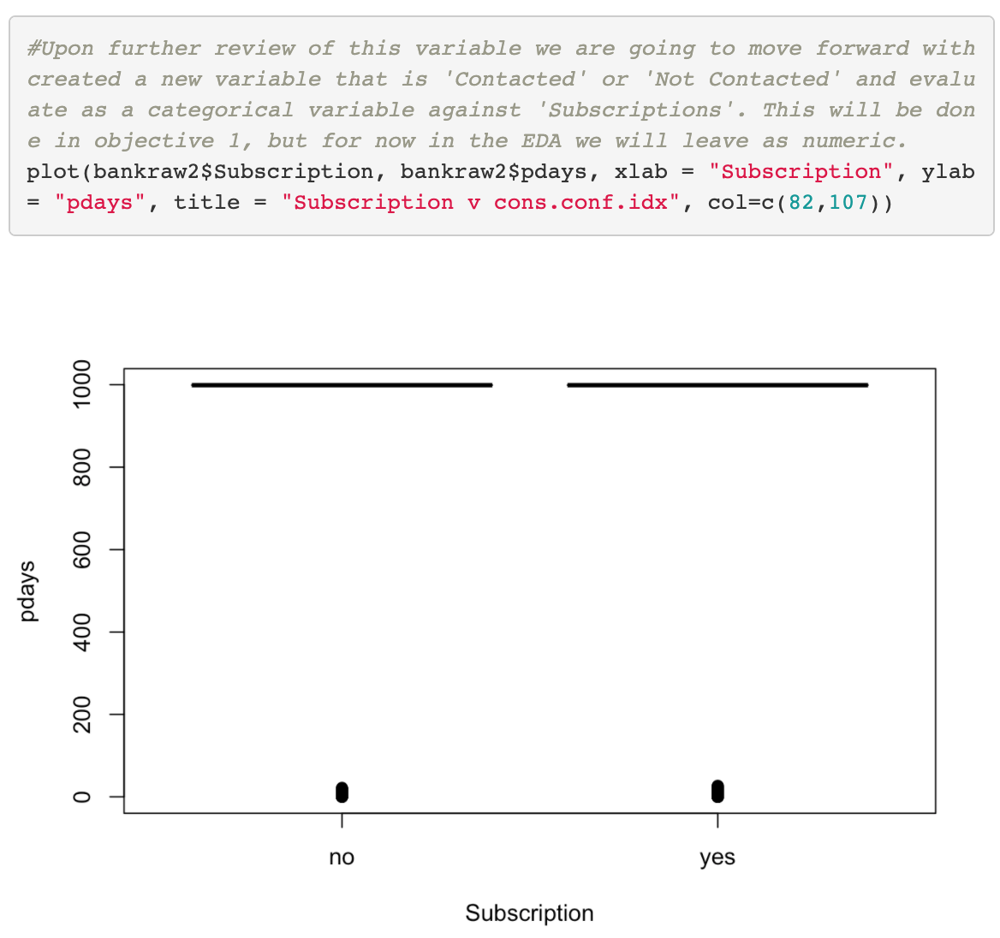 #Upon further review of this variable we are going to move forward with
created a new variable that is 'Contacted' or 'Not Contacted' and evalu
ate as a categorical variable against 'Subscriptions'. This will be don
e in objective 1, but for now in the EDA we will leave as numeric.
plot(bankraw2$Subscription, bankraw2$pdays, xlab = "Subscription", ylab
= "pdays", title = "Subscription v cons.conf.idx", col=c(82,107))
1000
800
600
400
200
0
pdays
no yes
Subscription